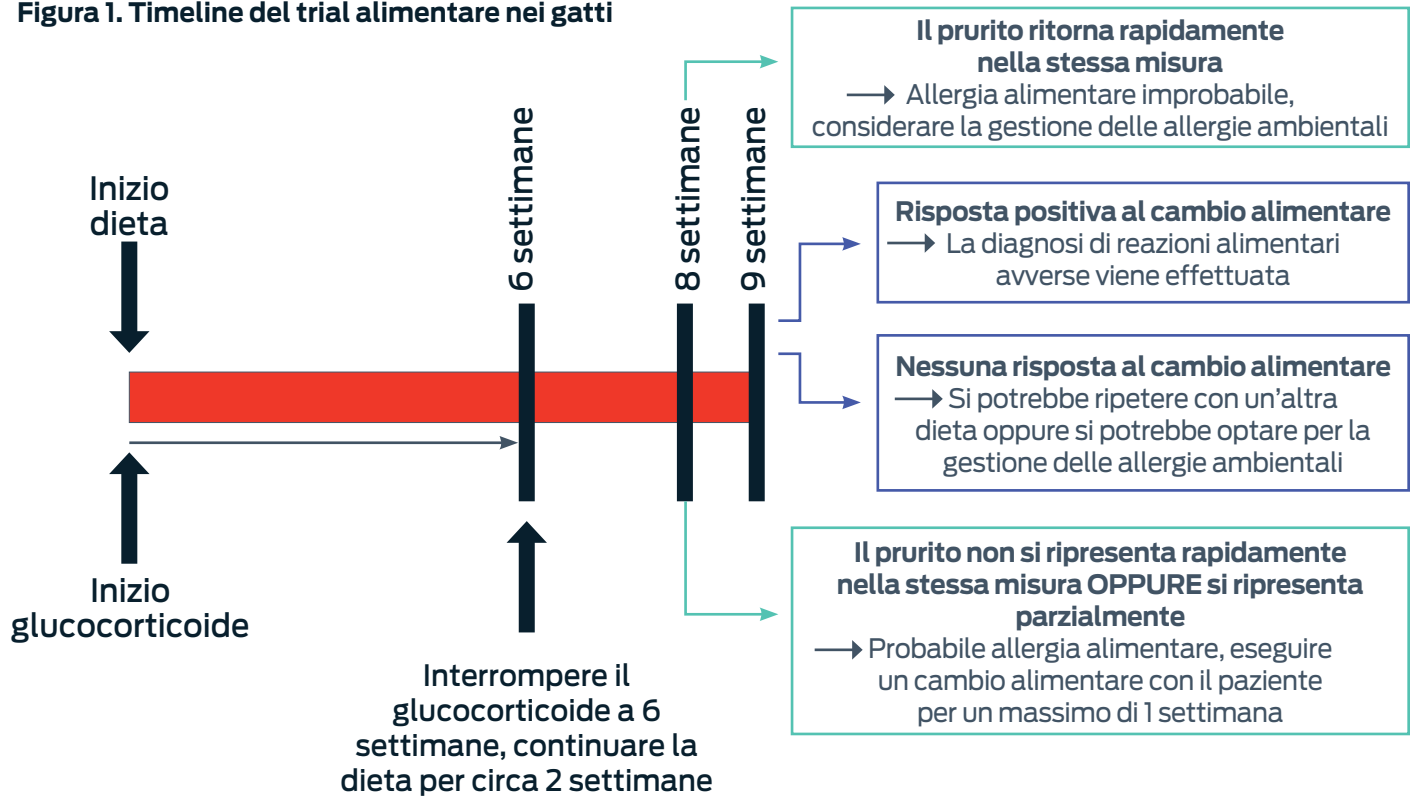 Figura 1. Timeline del trial alimentare nei gatti
Inizio
dieta
Inizio
glucocorticoide
6 settimane
Interrompere il
glucocorticoide a 6
settimane, continuare la
dieta per circa 2 settimane
8 settimane
9 settimane
Il prurito ritorna rapidamente
nella stessa misura
→ Allergia alimentare improbabile,
considerare la gestione delle allergie ambientali
Risposta positiva al cambio alimentare
→ La diagnosi di reazioni alimentari
avverse viene effettuata
Nessuna risposta al cambio alimentare
→ Si potrebbe ripetere con un’altra
dieta oppure si potrebbe optare per la
gestione delle allergie ambientali
Il prurito non si ripresenta rapidamente
nella stessa misura OPPURE si ripresenta
parzialmente
→ Probabile allergia alimentare, eseguire
un cambio alimentare con il paziente
per un massimo di 1 settimana